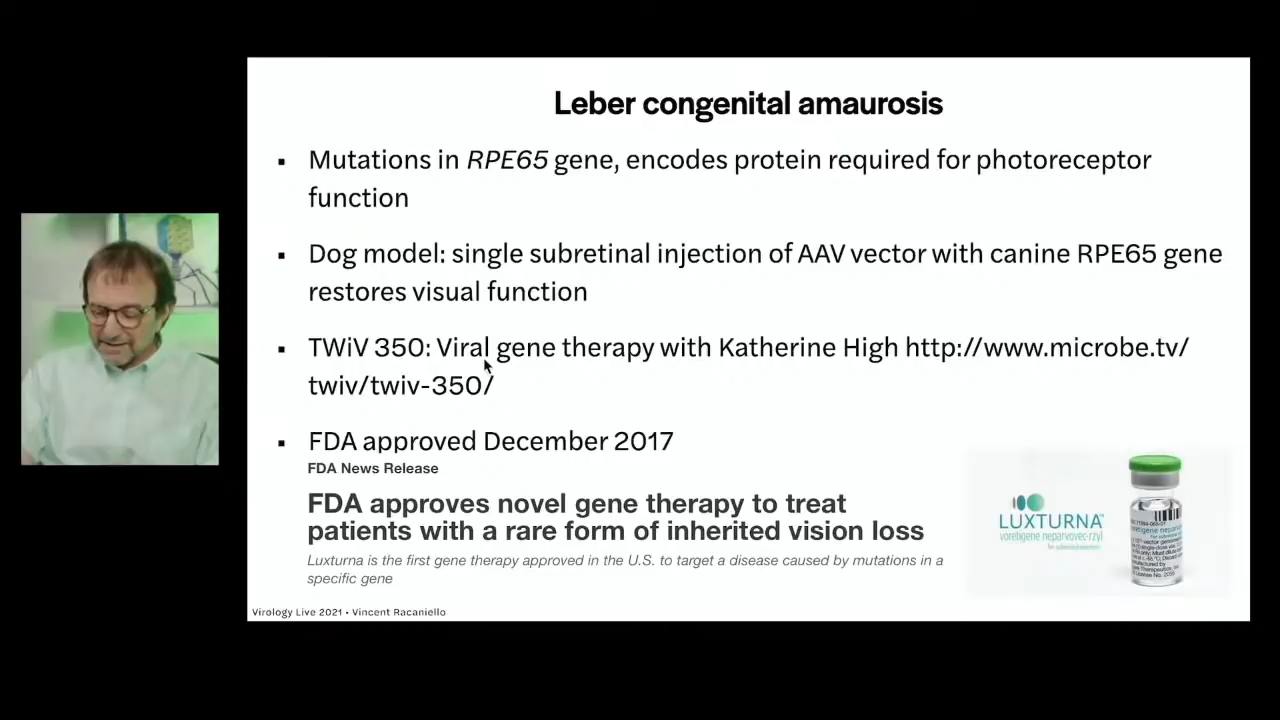 Leber congenital amaurosis
▪ Mutations in RPE65 gene, encodes protein required for photoreceptor
function
▪ Dog model: single subretinal injection of AAV vector with canine RPE65 gene
restores visual function
▪ TWiV 350: Viral gene therapy with Katherine High http://www.microbe.tv/
twiv/twiv-350/
▪ FDA approved December 2017
FDA News Release
FDA approves novel gene therapy to treat
patients with a rare form of inherited vision loss
Luxturna is the first gene therapy approved in the U.S. to target a disease caused by mutations in a
specific gene
LUXTURNA™
voretigene neparvovec-rzyl
for subretinal injection
Virology Live 2021 • Vincent Racaniello